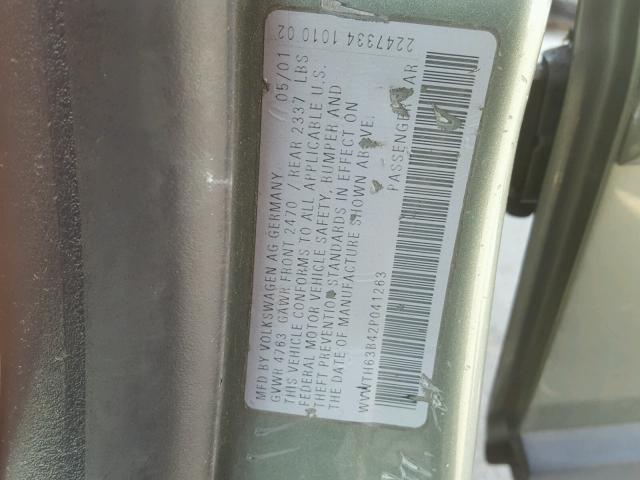 2247334 1010 02
MFD BY VOLKSWAGEN AG GERMANY 05/01
GVWR 4763 GAWR FRONT 2470 / REAR 2337 LBS
THIS VEHICLE CONFORMS TO ALL APPLICABLE U.S.
FEDERAL MOTOR VEHICLE SAFETY, BUMPER AND
THEFT PREVENTION STANDARDS IN EFFECT ON
THE DATE OF MANUFACTURE SHOWN ABOVE.
WVWTH63B42P041263 PASSENGER CAR